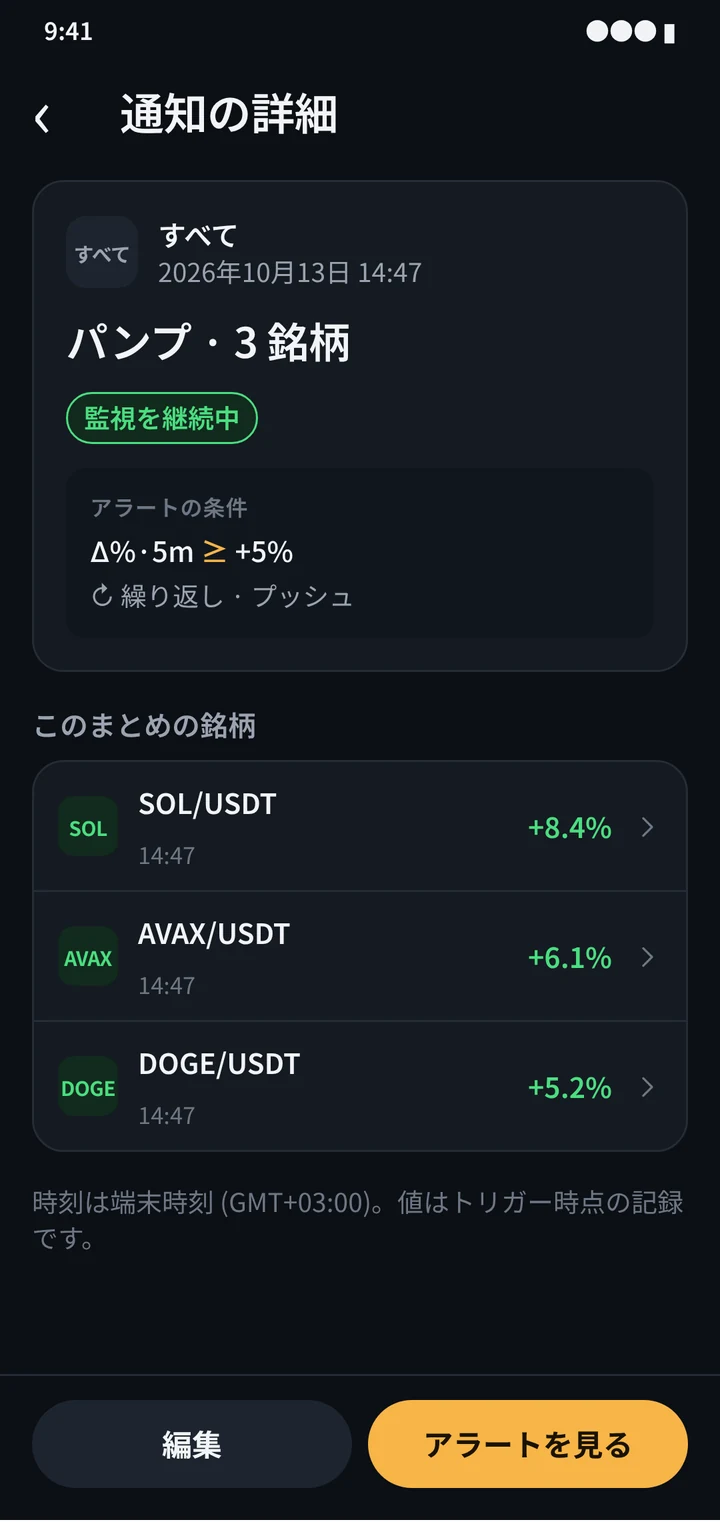 9:41
通知の詳細
すべて
すべて
2026年10月13日 14:47
パンプ · 3 銘柄
監視を継続中
アラートの条件
Δ%·5m ≥ +5%
↻ 繰り返し · プッシュ
このまとめの銘柄
SOL
SOL/USDT
14:47
+8.4%
AVAX
AVAX/USDT
14:47
+6.1%
DOGE
DOGE/USDT
14:47
+5.2%
時刻は端末時刻 (GMT+03:00)。値はトリガー時点の記録
です。
編集
アラートを見る